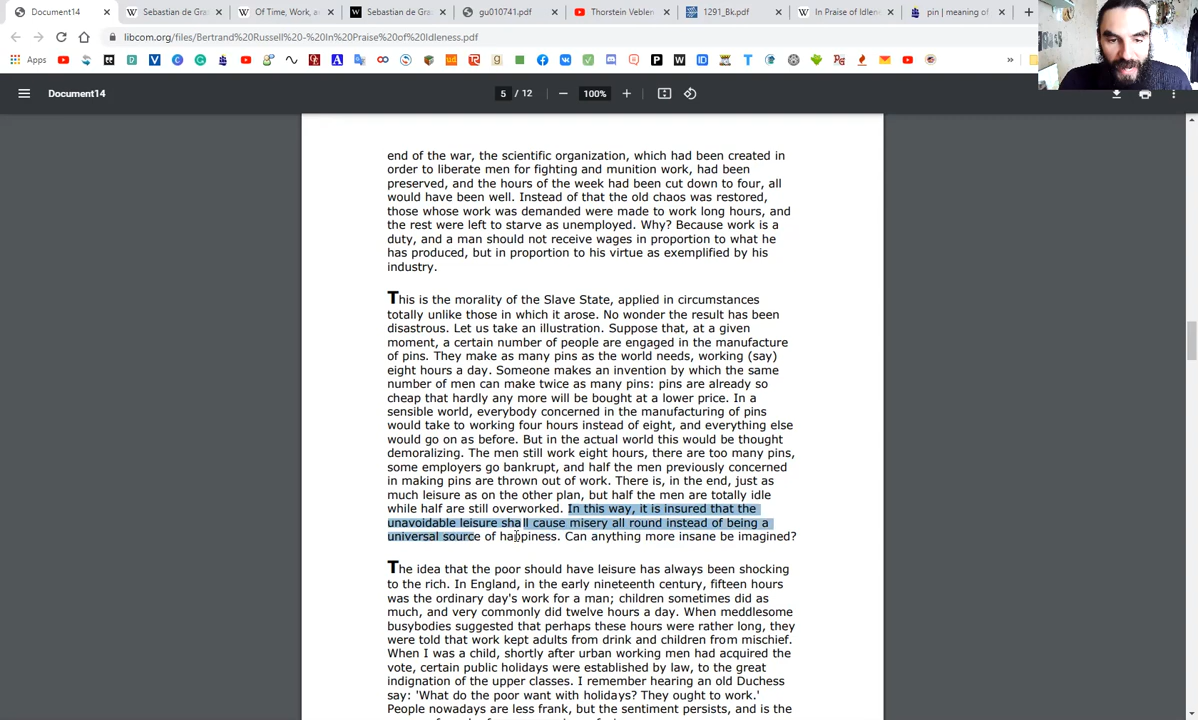 Document14
Sebastian de Gra
Of Time, Work, a
Sebastian de Gra
gu010741.pdf
Thorstein Veblen
1291_Bk.pdf
In Praise of Idlen
pin | meaning of
libcom.org/files/Bertrand%20Russell%20-%20In%20Praise%20of%20Idleness.pdf
Apps
Document14
5 / 12
100%
end of the war, the scientific organization, which had been created in
order to liberate men for fighting and munition work, had been
preserved, and the hours of the week had been cut down to four, all
would have been well. Instead of that the old chaos was restored,
those whose work was demanded were made to work long hours, and
the rest were left to starve as unemployed. Why? Because work is a
duty, and a man should not receive wages in proportion to what he
has produced, but in proportion to his virtue as exemplified by his
industry.
This is the morality of the Slave State, applied in circumstances
totally unlike those in which it arose. No wonder the result has been
disastrous. Let us take an illustration. Suppose that, at a given
moment, a certain number of people are engaged in the manufacture
of pins. They make as many pins as the world needs, working (say)
eight hours a day. Someone makes an invention by which the same
number of men can make twice as many pins: pins are already so
cheap that hardly any more will be bought at a lower price. In a
sensible world, everybody concerned in the manufacturing of pins
would take to working four hours instead of eight, and everything else
would go on as before. But in the actual world this would be thought
demoralizing. The men still work eight hours, there are too many pins,
some employers go bankrupt, and half the men previously concerned
in making pins are thrown out of work. There is, in the end, just as
much leisure as on the other plan, but half the men are totally idle
while half are still overworked. In this way, it is insured that the
unavoidable leisure shall cause misery all round instead of being a
universal source of happiness. Can anything more insane be imagined?
The idea that the poor should have leisure has always been shocking
to the rich. In England, in the early nineteenth century, fifteen hours
was the ordinary day's work for a man; children sometimes did as
much, and very commonly did twelve hours a day. When meddlesome
busybodies suggested that perhaps these hours were rather long, they
were told that work kept adults from drink and children from mischief.
When I was a child, shortly after urban working men had acquired the
vote, certain public holidays were established by law, to the great
indignation of the upper classes. I remember hearing an old Duchess
say: 'What do the poor want with holidays? They ought to work.'
People nowadays are less frank, but the sentiment persists, and is the